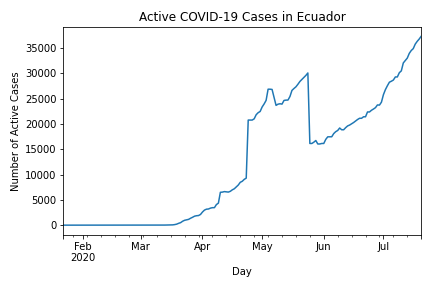 Active COVID-19 Cases in Ecuador
Number of Active Cases
35000
30000
25000
20000
15000
10000
5000
0
Feb Mar Apr May Jun Jul
2020
Day